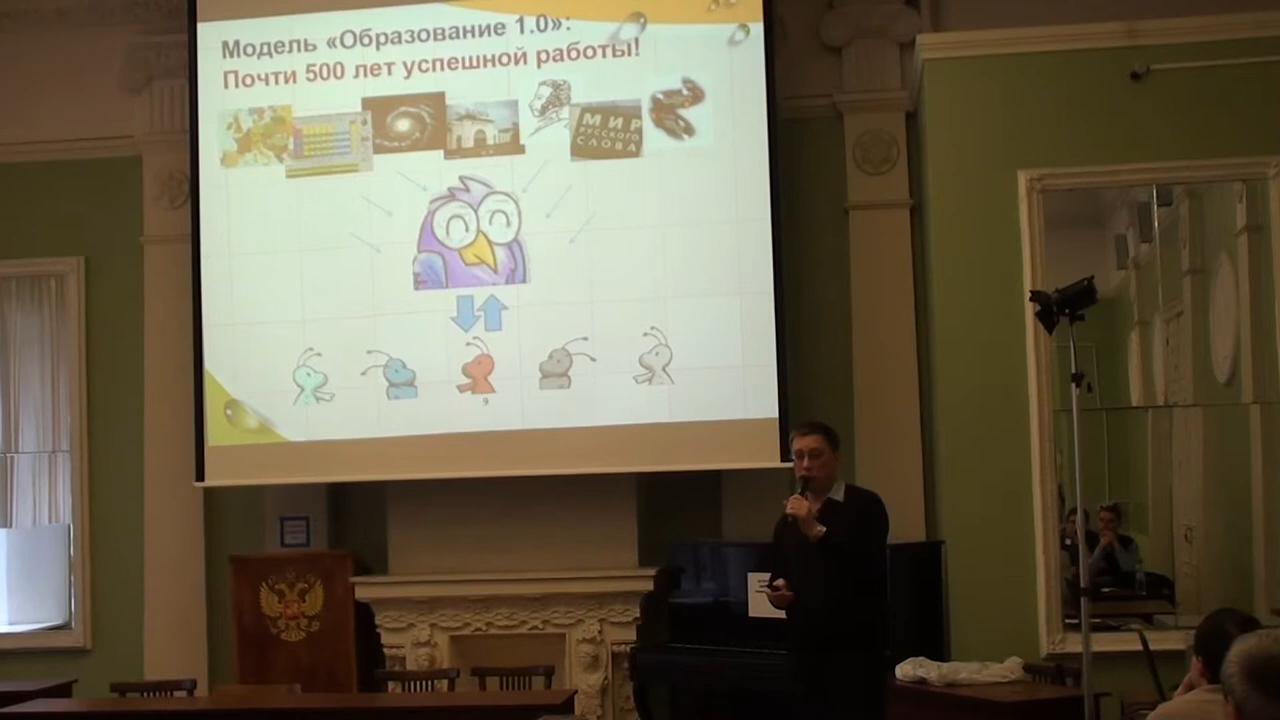 Модель «Образование 1.0»:
Почти 500 лет успешной работы!
МИР
РУССКОГО
СЛОВА
9